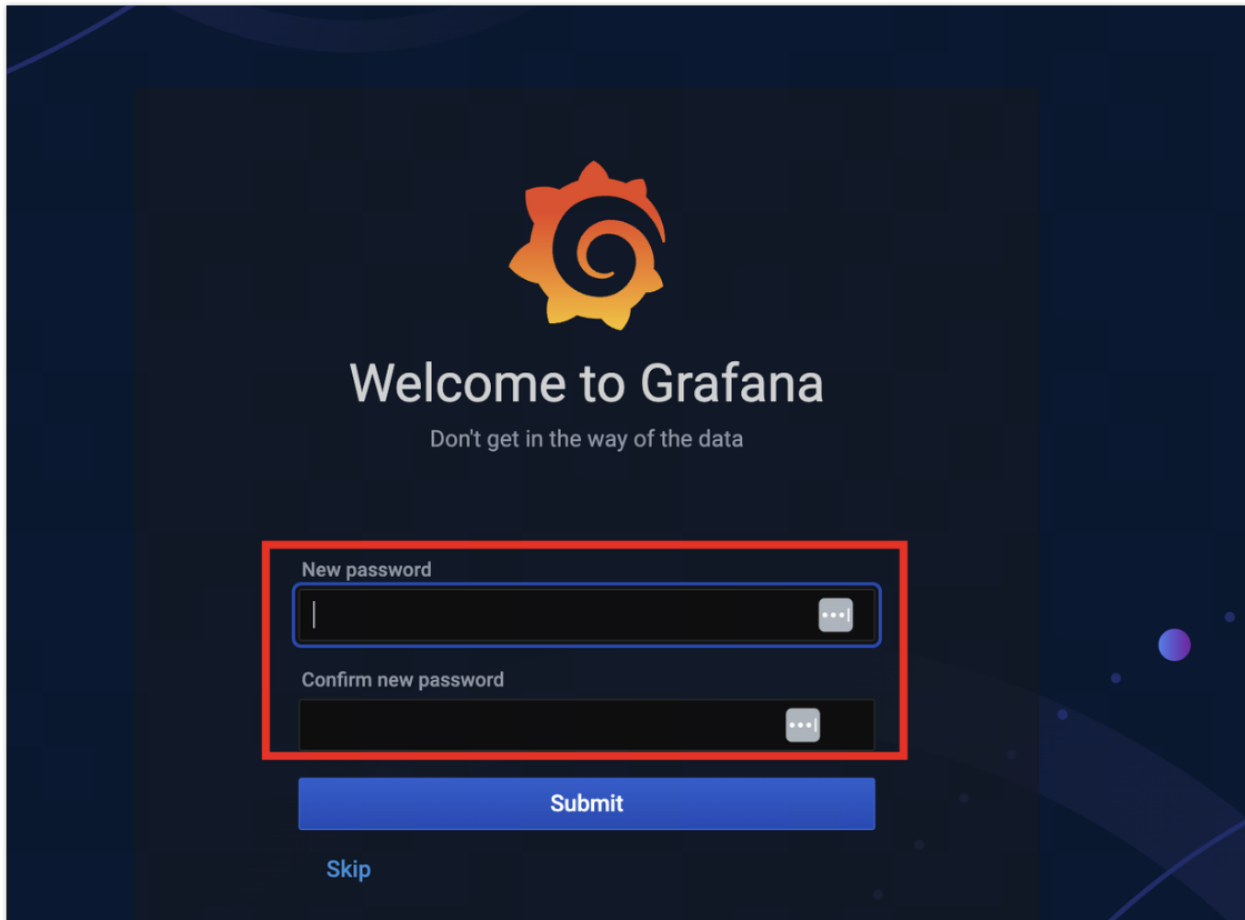 Welcome to Grafana
Don't get in the way of the data
New password
Confirm new password
Submit
Skip